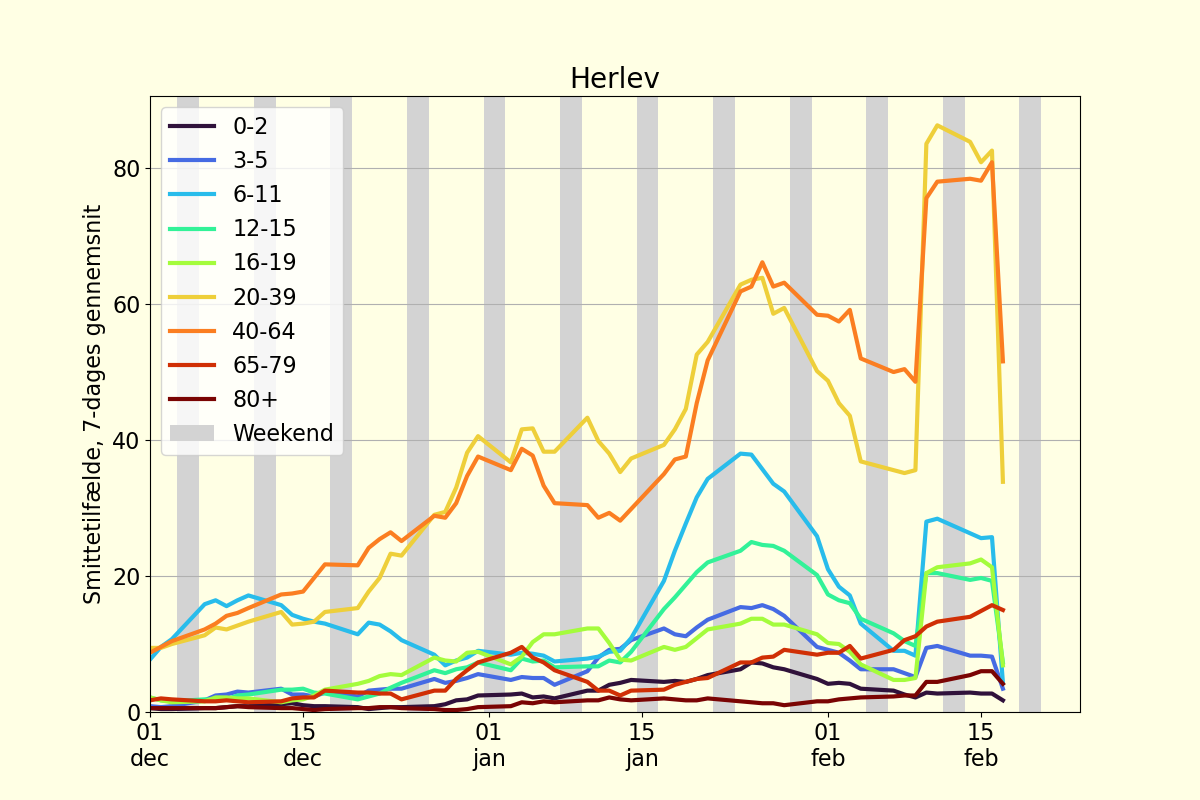 Herlev
Smittetilfælde, 7-dages gennemsnit
80
60
40
20
0
0-2
3-5
6-11
12-15
16-19
20-39
40-64
65-79
80+
Weekend
01 15 01 15 01 15
dec dec jan jan feb feb